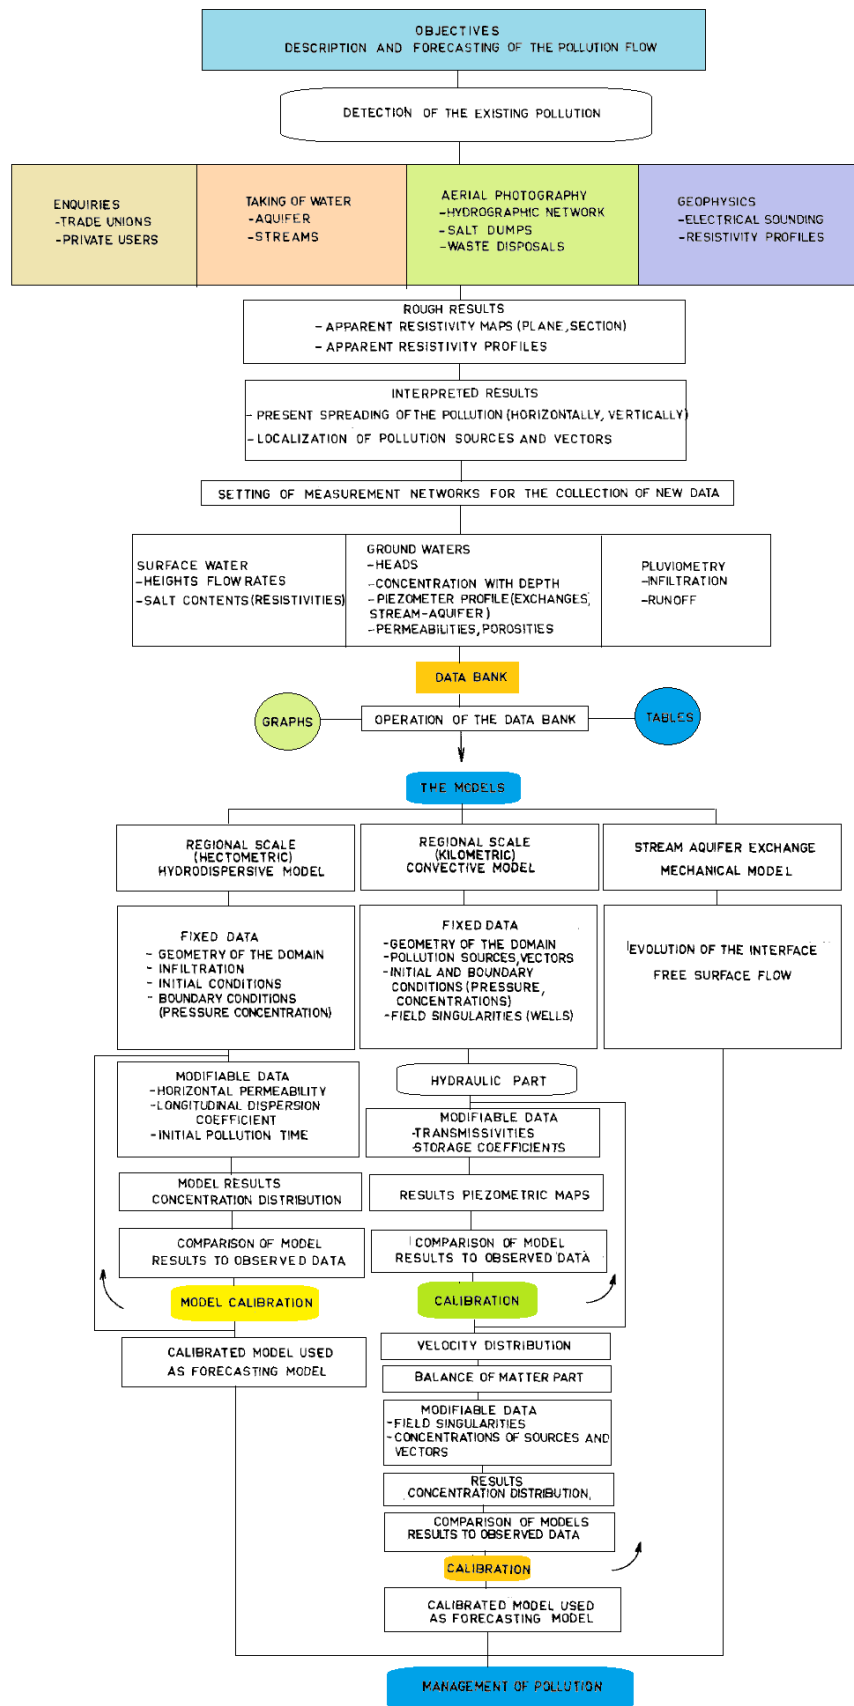 OBJECTIVES
DESCRIPTION AND FORECASTING OF THE POLLUTION FLOW
DETECTION OF THE EXISTING POLLUTION
ENQUIRIES
-TRADE UNIONS
-PRIVATE USERS
TAKING OF WATER
-AQUIFER
-STREAMS
AERIAL PHOTOGRAPHY
-HYDROGRAPHIC NETWORK
-SALT DUMPS
-WASTE DISPOSALS
GEOPHYSICS
-ELECTRICAL SOUNDING
-RESISTIVITY PROFILES
ROUGH RESULTS
-APPARENT RESISTIVITY MAPS (PLANE, SECTION)
-APPARENT RESISTIVITY PROFILES
INTERPRETED RESULTS
-PRESENT SPREADING OF THE POLLUTION (HORIZONTALLY, VERTICALLY)
-LOCALIZATION OF POLLUTION SOURCES AND VECTORS
SETTING OF MEASUREMENT NETWORKS FOR THE COLLECTION OF NEW DATA
SURFACE WATER
-HEIGHTS FLOW RATES
-SALT CONTENTS (RESISTIVITIES)
GROUND WATERS
-HEADS
-CONCENTRATION WITH DEPTH
-PIEZOMETER PROFILE (EXCHANGES,
STREAM-AQUIFER)
-PERMEABILITIES, POROSITIES
PLUVIOMETRY
-INFILTRATION
-RUNOFF
DATA BANK
GRAPHS
OPERATION OF THE DATA BANK
TABLES
THE MODELS
REGIONAL SCALE
(HECTOMETRIC)
HYDRODISPERSIVE MODEL
REGIONAL SCALE
(KILOMETRIC)
CONVECTIVE MODEL
STREAM AQUIFER EXCHANGE
MECHANICAL MODEL
FIXED DATA
- GEOMETRY OF THE DOMAIN
- INFILTRATION
- INITIAL CONDITIONS
- BOUNDARY CONDITIONS
(PRESSURE CONCENTRATION)
FIXED DATA
-GEOMETRY OF THE DOMAIN
-POLLUTION SOURCES, VECTORS
-INITIAL AND BOUNDARY
CONDITIONS (PRESSURE,
CONCENTRATIONS)
-FIELD SINGULARITIES (WELLS)
EVOLUTION OF THE INTERFACE
FREE SURFACE FLOW
MODIFIABLE DATA
-HORIZONTAL PERMEABILITY
-LONGITUDINAL DISPERSION
COEFFICIENT
-INITIAL POLLUTION TIME
HYDRAULIC PART
MODIFIABLE DATA
-TRANSMISSIVITIES
-STORAGE COEFFICIENTS
MODEL RESULTS
CONCENTRATION DISTRIBUTION
RESULTS PIEZOMETRIC MAPS
COMPARISON OF MODEL
RESULTS TO OBSERVED DATA
COMPARISON OF MODEL
RESULTS TO OBSERVED DATA
MODEL CALIBRATION
CALIBRATION
CALIBRATED MODEL USED
AS FORECASTING MODEL
VELOCITY DISTRIBUTION
BALANCE OF MATTER PART
MODIFIABLE DATA
-FIELD SINGULARITIES
-CONCENTRATIONS OF SOURCES AND
VECTORS
RESULTS
CONCENTRATION DISTRIBUTION
COMPARISON OF MODELS
RESULTS TO OBSERVED DATA
CALIBRATION
CALIBRATED MODEL USED
AS FORECASTING MODEL
MANAGEMENT OF POLLUTION